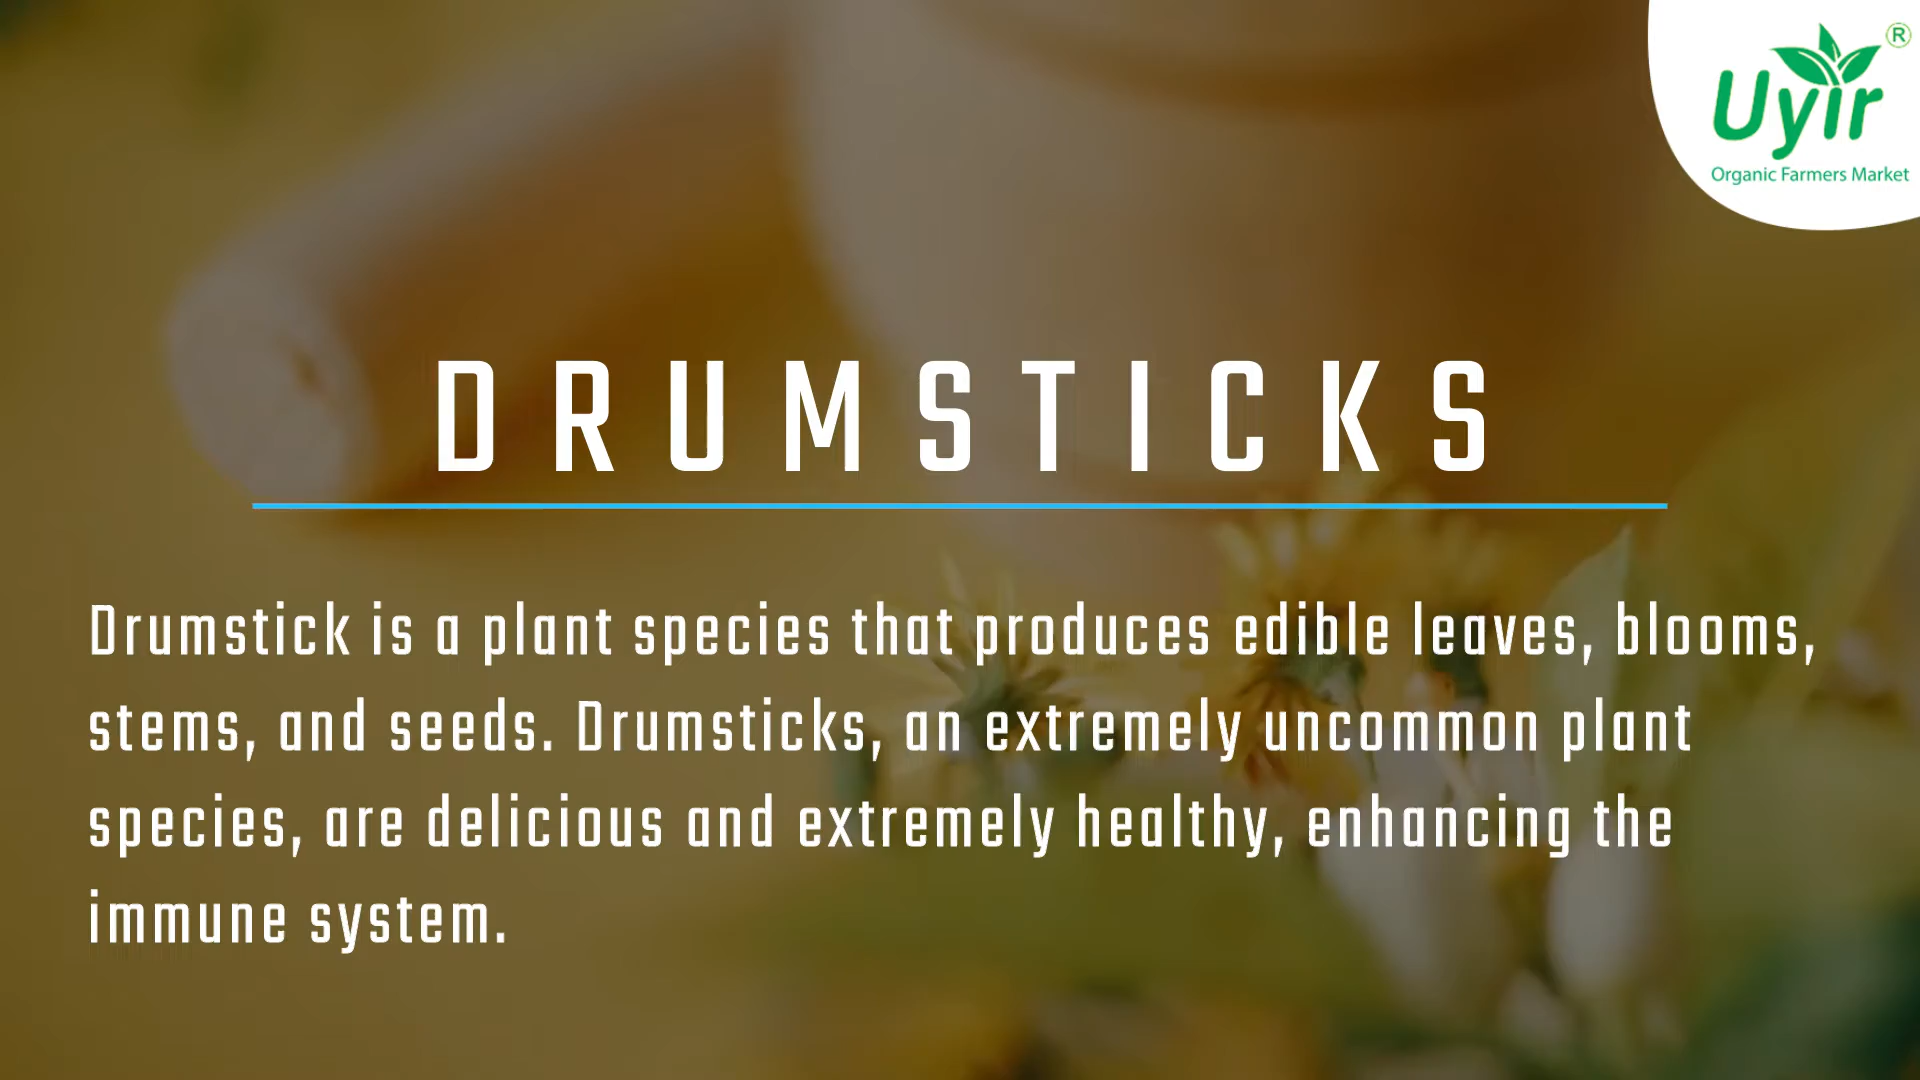 Uyir ®
Organic Farmers Market
DRUMSTICKS
Drumstick is a plant species that produces edible leaves, blooms,
stems, and seeds. Drumsticks, an extremely uncommon plant
species, are delicious and extremely healthy, enhancing the
immune system.